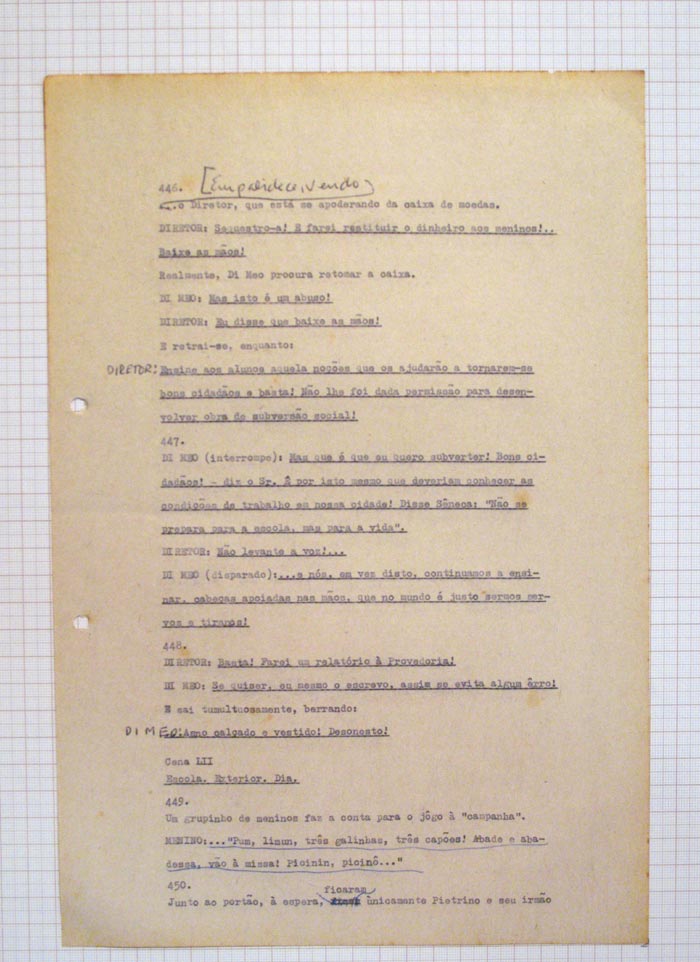 446. [Empalidece, vendo)
...o Diretor, que está se apoderando da caixa de moedas.
DIRETOR: Sequestro-a! E farei restituir o dinheiro aos meninos!..
Baixe as mãos!
Realmente, Di Meo procura retomar a caixa.
DI MEO: Mas isto é um abuso!
DIRETOR: Eu disse que baixe as mãos!
E retrai-se, enquanto:
DIRETOR: Ensine aos alunos aquela noções que os ajudarão a tornarem-se
bons cidadãos e basta! Não lhe foi dada permissão para desen-
volver obra de subversão social!
447.
DI MEO (interrompe): Mas que é que eu quero subverter! Bons ci-
dadãos! - diz o Sr. É por isto mesmo que deveriam conhecer as
condições de trabalho em nossa cidade! Disse Sêneca: "Não se
prepara para a escola, mas para a vida".
DIRETOR: Não levante a voz!...
DI MEO (disparado):...e nós, em vez disto, continuamos a ensi-
nar, cabeças apoiadas nas mãos, que no mundo é justo sermos ser-
vos e tiranos!
448.
DIRETOR: Basta! Farei um relatório à Provedoria!
DI MEO: Se quiser, eu mesmo o escrevo, assim se evita algum êrro!
E sai tumultuosamente, berrando:
DI MEO: Asno calçado e vestido! Desonesto!
Cena LII
Escola. Exterior. Dia.
449.
Um grupinho de meninos faz a conta para o jôgo à "campanha".
MENINO:..."Pum, limun, três galinhas, três capões! Abade e aba-
dessa, vão à missa! Picinin, picinô..."
450.
ficaram
Junto ao portão, à espera, ùnicamente Pietrino e seu irmão